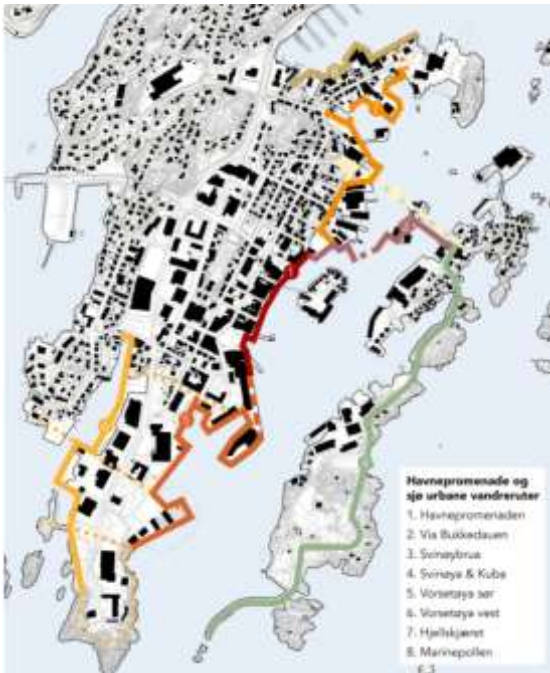 Havnepromenade og
sjø urbane vandreruter
1. Havnepromenaden
2. Via Bukkedauen
3. Svinøybrua
4. Svinøya & Kuba
5. Vorsetøya sør
6. Vorsetøya vest
7. Hjellskjæret
8. Marinepollen